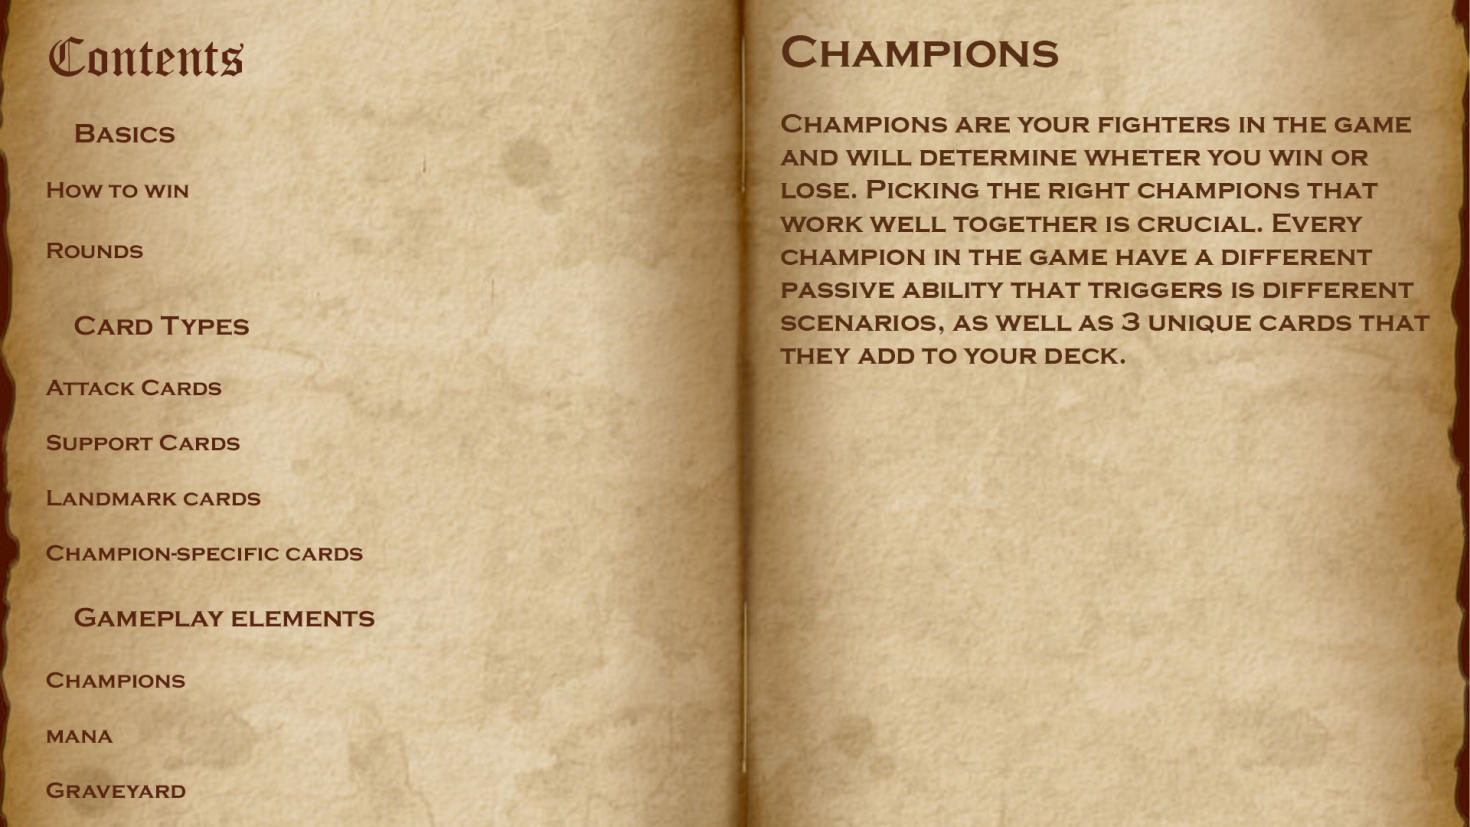 Contents
Basics
How to win
Rounds
Card Types
Attack Cards
Support Cards
Landmark cards
Champion-specific cards
Gameplay elements
Champions
mana
Graveyard
Champions
Champions are your fighters in the game
and will determine wheter you win or
lose. Picking the right champions that
work well together is crucial. Every
champion in the game have a different
passive ability that triggers is different
scenarios, as well as 3 unique cards that
they add to your deck.